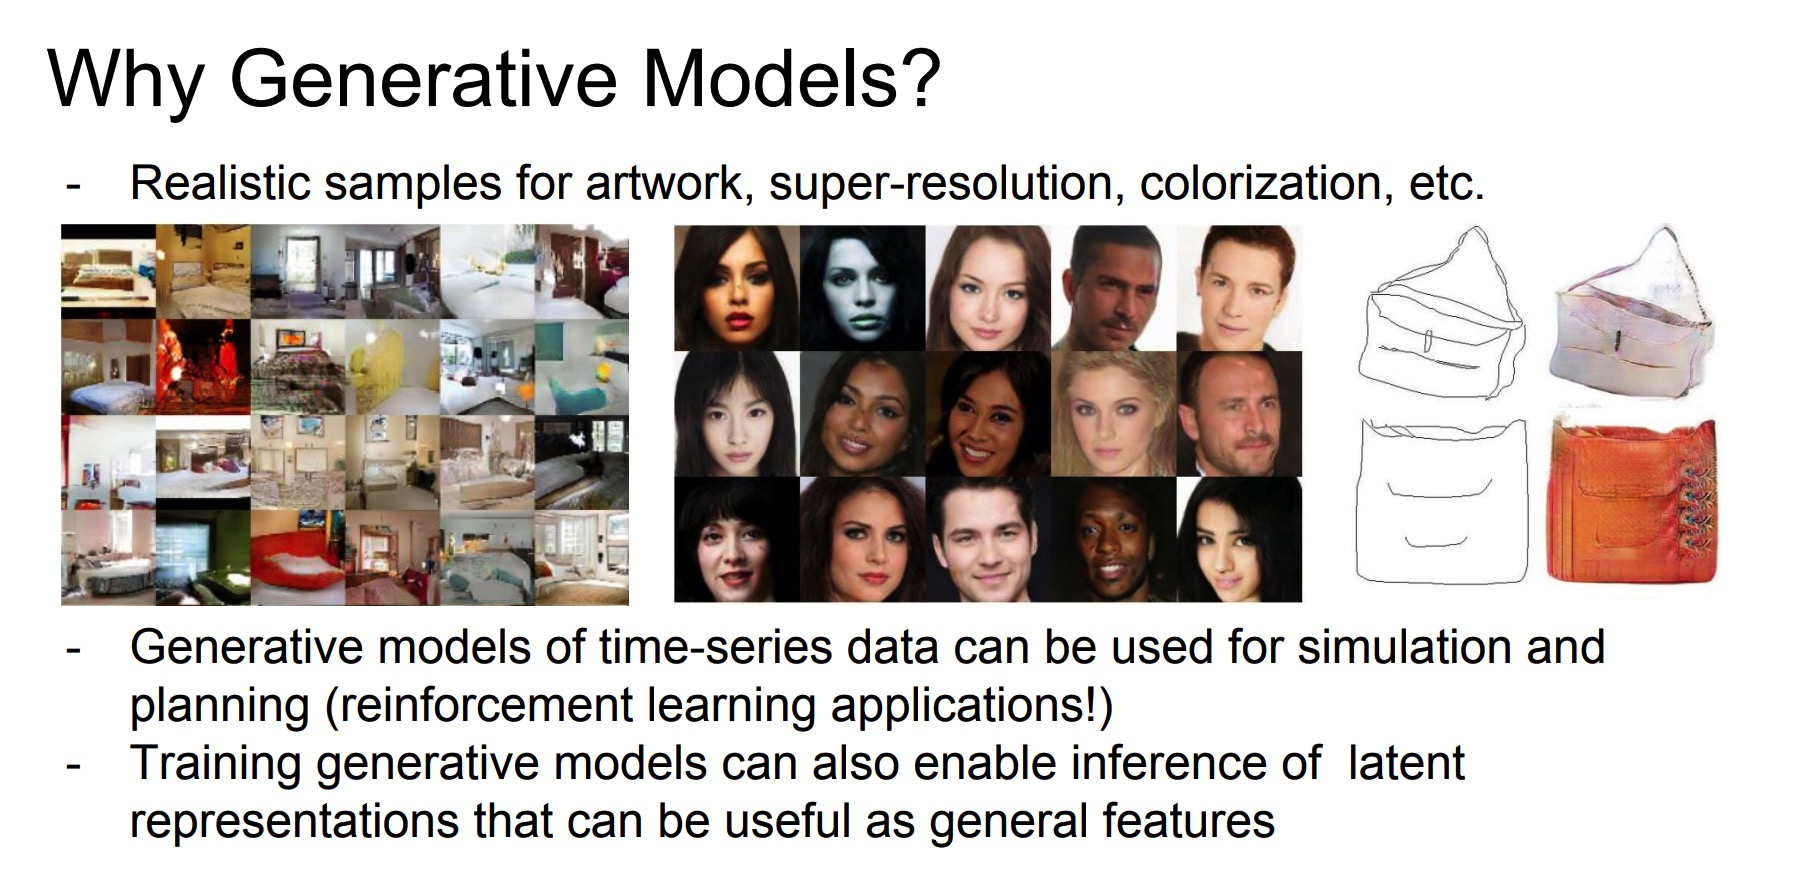 Why Generative Models?
- Realistic samples for artwork, super-resolution, colorization, etc.
- Generative models of time-series data can be used for simulation and
planning (reinforcement learning applications!)
- Training generative models can also enable inference of  latent
representations that can be useful as general features